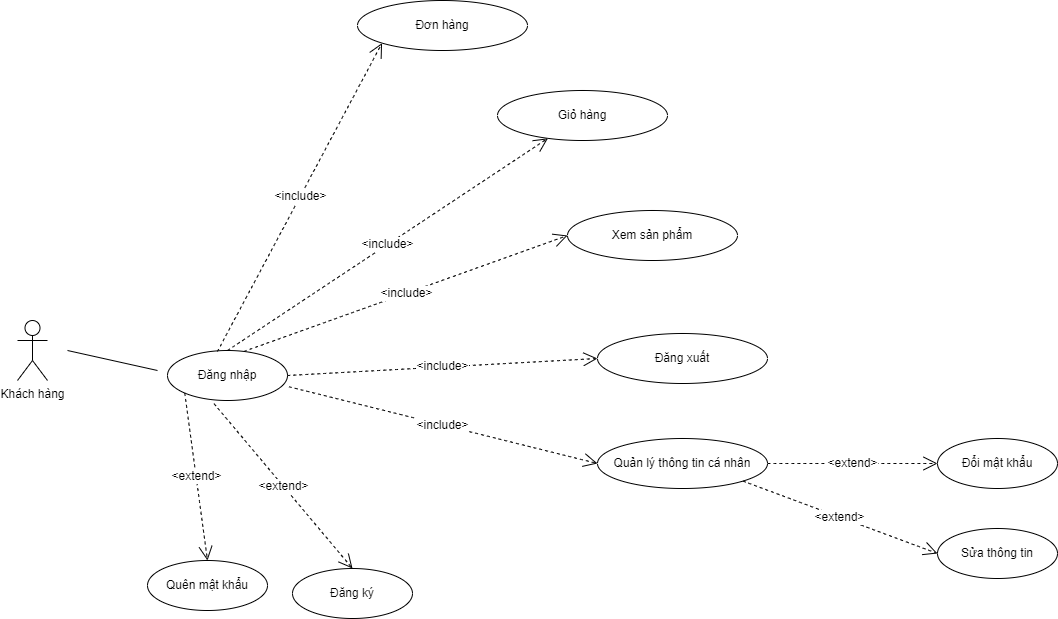 Đơn hàng
Giỏ hàng
<include>
<include>
Xem sản phẩm
<include>
Đăng xuất
<include>
Đăng nhập
Khách hàng
<include>
Quản lý thông tin cá nhân
<extend>
Đổi mật khẩu
<extend>
<extend>
<extend>
Sửa thông tin
Quên mật khẩu
Đăng ký